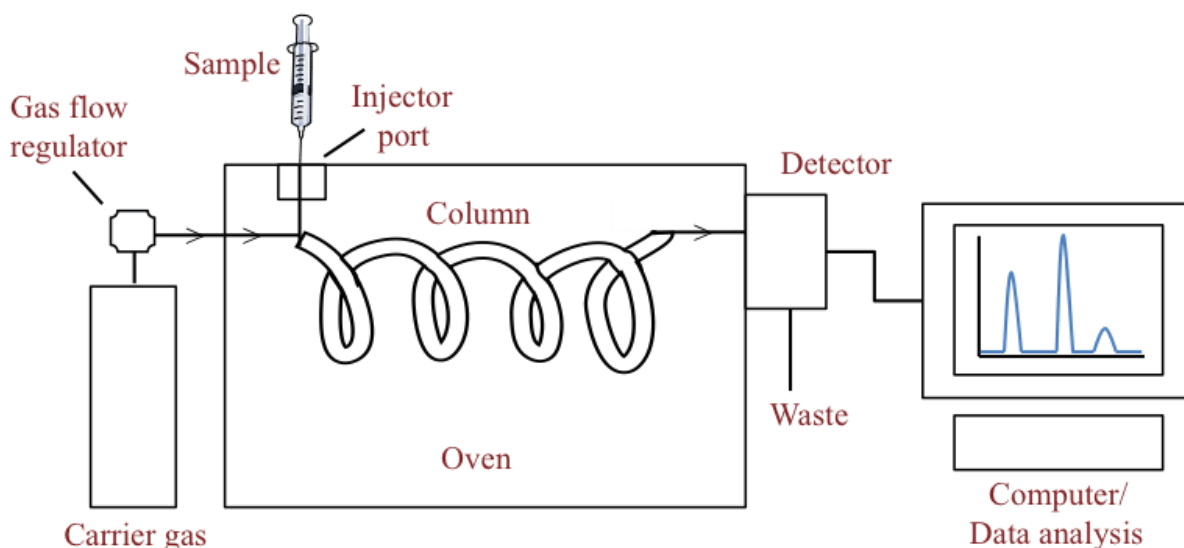 Sample
Injector
port
Gas flow
regulator
Detector
Column
Waste
Oven
Computer/
Data analysis
Carrier gas